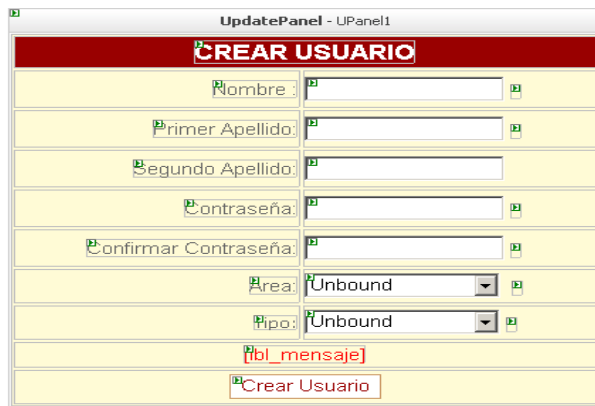 UpdatePanel - UPanel1
CREAR USUARIO
Nombre :
Primer Apellido:
Segundo Apellido:
Contraseña:
Confirmar Contraseña:
Area: Unbound
Tipo: Unbound
[lbl_mensaje]
Crear Usuario